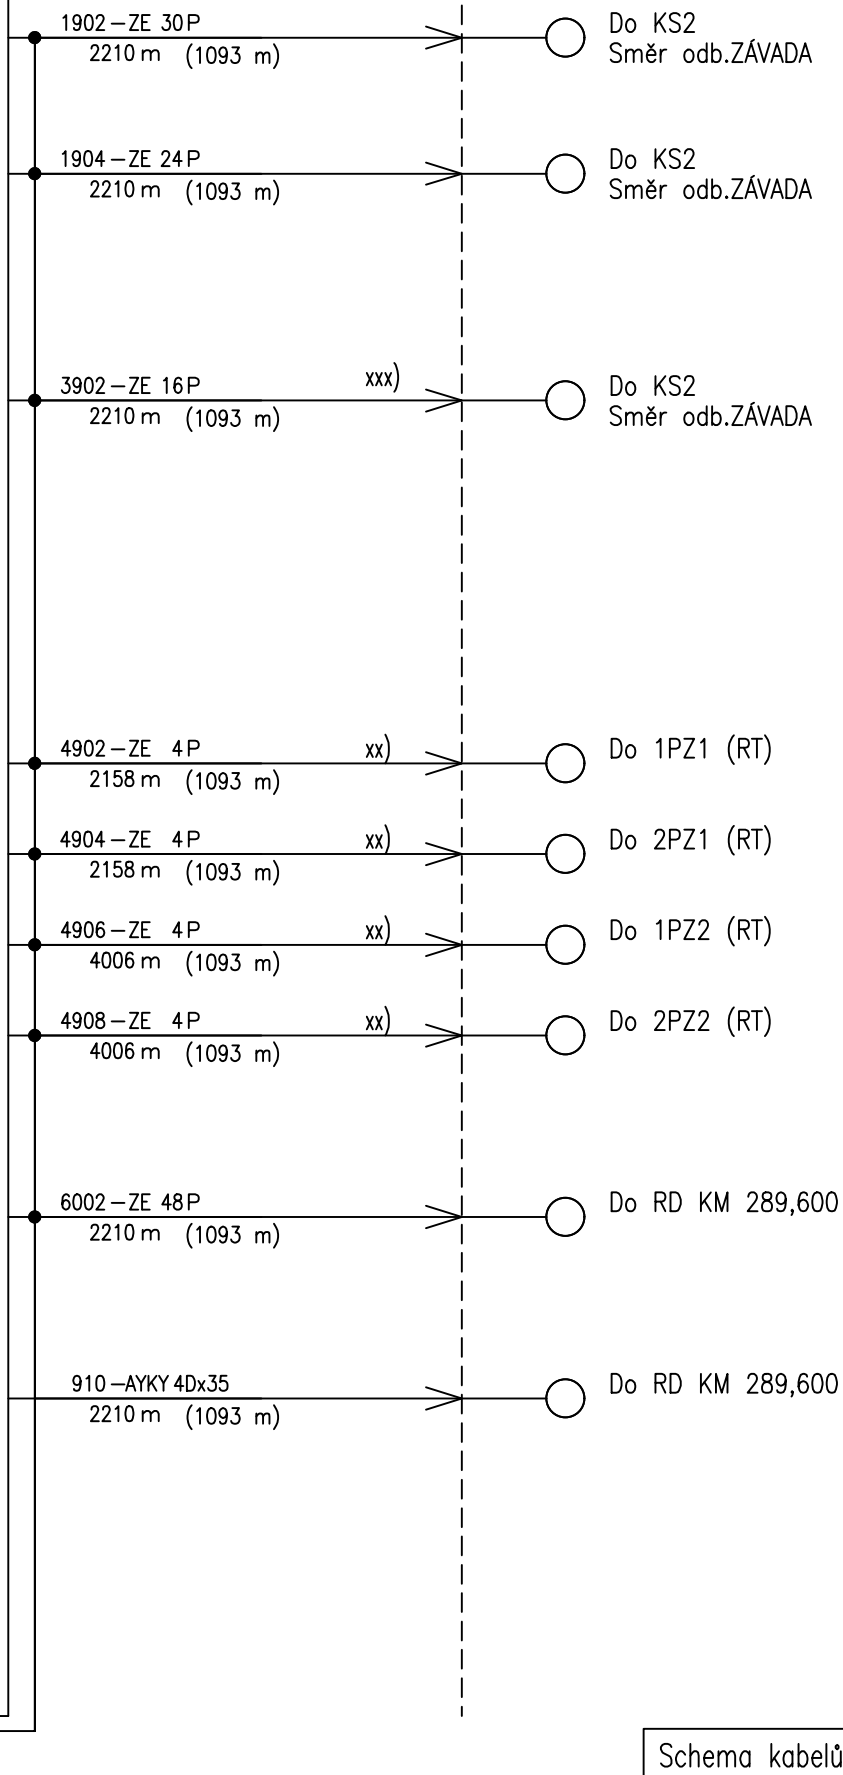 1902-ZE 30P
2210 m (1093 m)
Do KS2
Směr odb.ZÁVADA
1904-ZE 24P
2210 m (1093 m)
Do KS2
Směr odb.ZÁVADA
3902-ZE 16P
xxx)
2210 m (1093 m)
Do KS2
Směr odb.ZÁVADA
4902-ZE 4P
xx)
2158 m (1093 m)
Do 1PZ1 (RT)
4904-ZE 4P
xx)
2158 m (1093 m)
Do 2PZ1 (RT)
4906-ZE 4P
xx)
4006 m (1093 m)
Do 1PZ2 (RT)
4908-ZE 4P
xx)
4006 m (1093 m)
Do 2PZ2 (RT)
6002-ZE 48P
2210 m (1093 m)
Do RD KM 289,600
910-AYKY 4Dx35
2210 m (1093 m)
Do RD KM 289,600
Schema kabelů